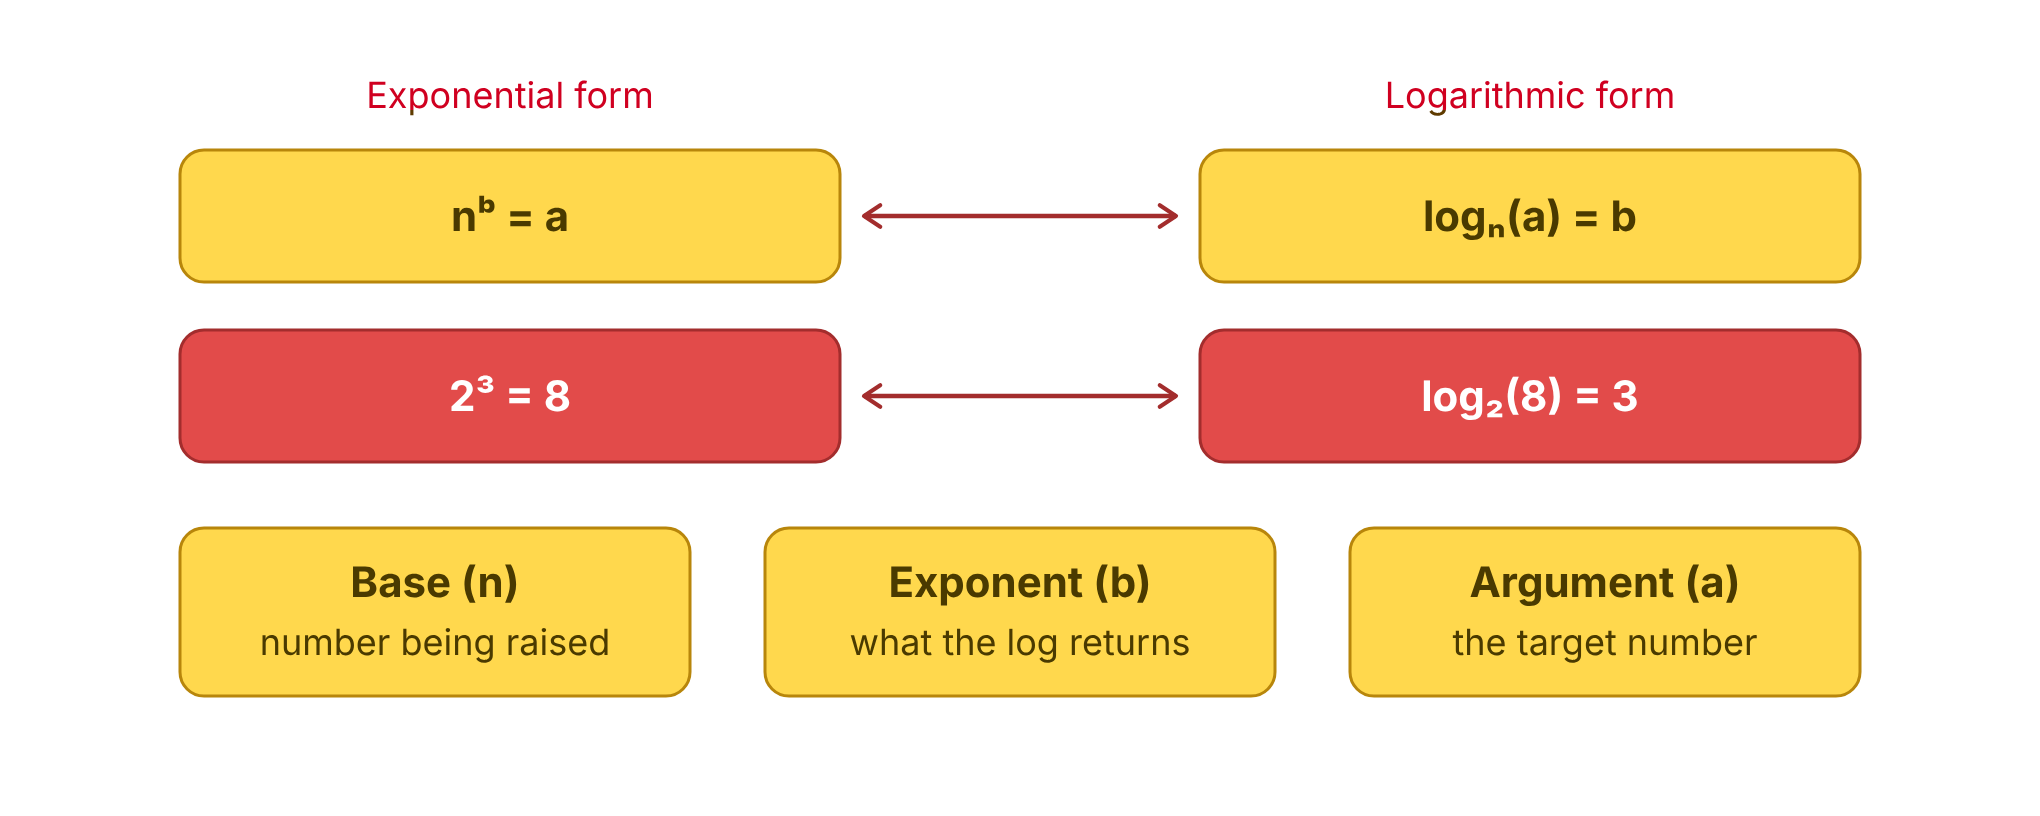 Exponential form
Logarithmic form
nᵇ = a
logₙ(a) = b
2³ = 8
log₂(8) = 3
Base (n)
number being raised
Exponent (b)
what the log returns
Argument (a)
the target number